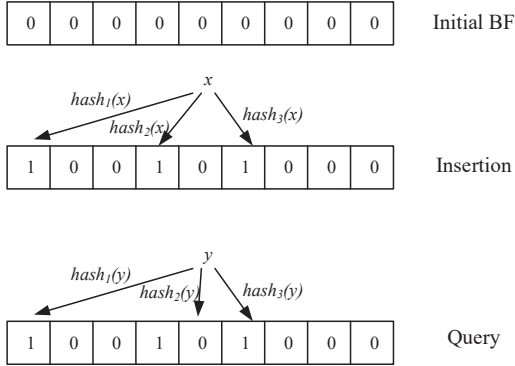 0 0 0 0 0 0 0 0 0 Initial BF
x
hash1(x)
hash2(x)
hash3(x)
1 0 0 1 0 1 0 0 0 Insertion
y
hash1(y)
hash2(y)
hash3(y)
1 0 0 1 0 1 0 0 0 Query